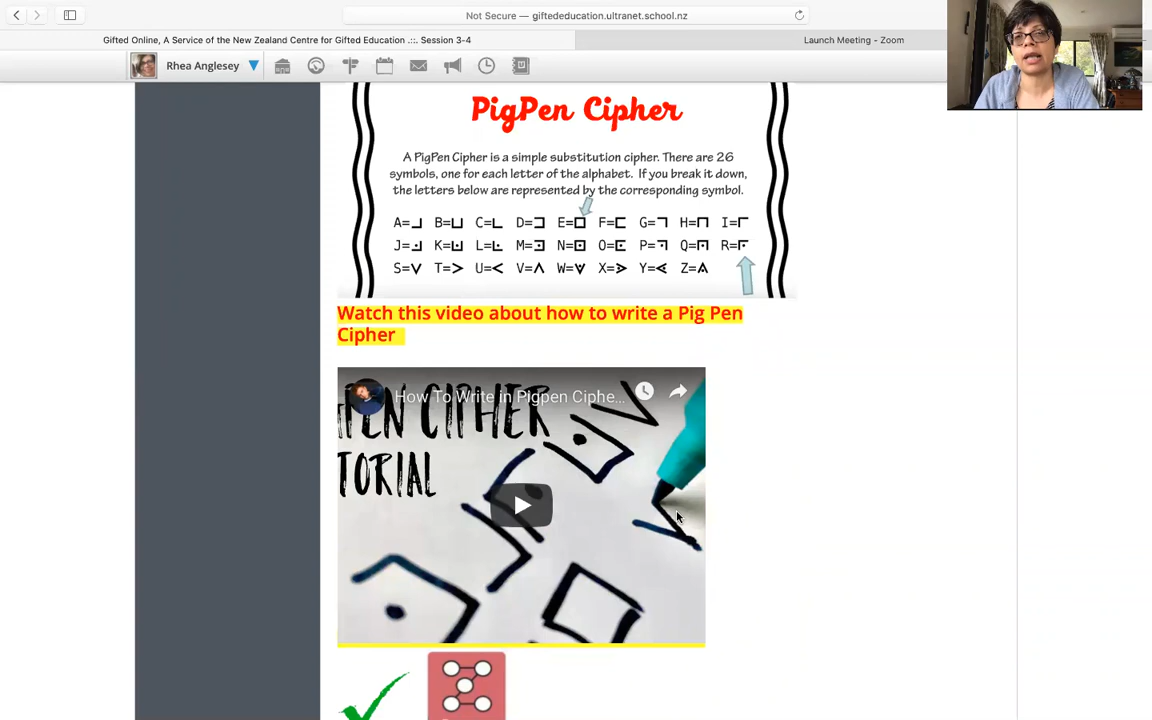 Not Secure — giftededucation.ultranet.school.nz
Gifted Online, A Service of the New Zealand Centre for Gifted Education .::. Session 3-4
Launch Meeting - Zoom
Rhea Anglesey
PigPen Cipher
A PigPen Cipher is a simple substitution cipher. There are 26
symbols, one for each letter of the alphabet. If you break it down,
the letters below are represented by the corresponding symbol.
A= B= C= D= E= F= G= H= I=
J= K= L= M= N= O= P= Q= R=
S= T= U= V= W= X= Y= Z=
Watch this video about how to write a Pig Pen
Cipher
How To Write in Pigpen Ciphe...
PEN CIPHER
TORIAL